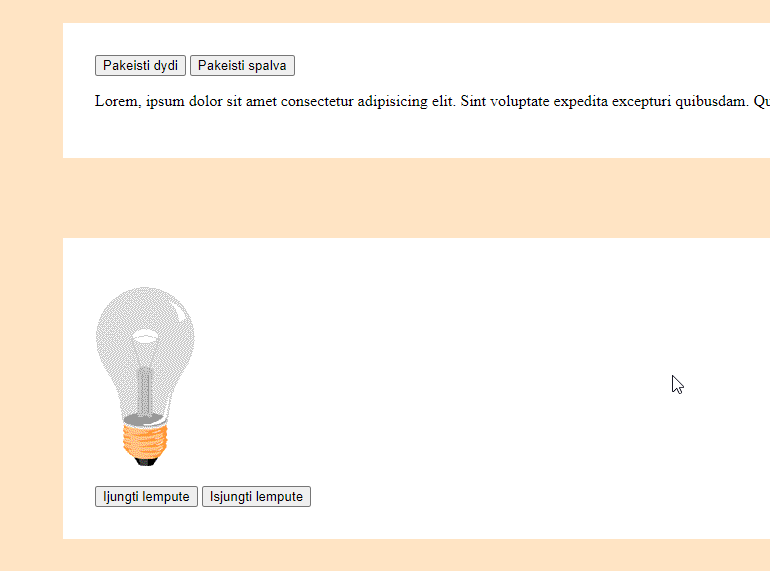 Pakeisti dydi Pakeisti spalva
Lorem, ipsum dolor sit amet consectetur adipisicing elit. Sint voluptate expedita excepturi quibusdam. Qu
Ijungti lempute Isjungti lempute